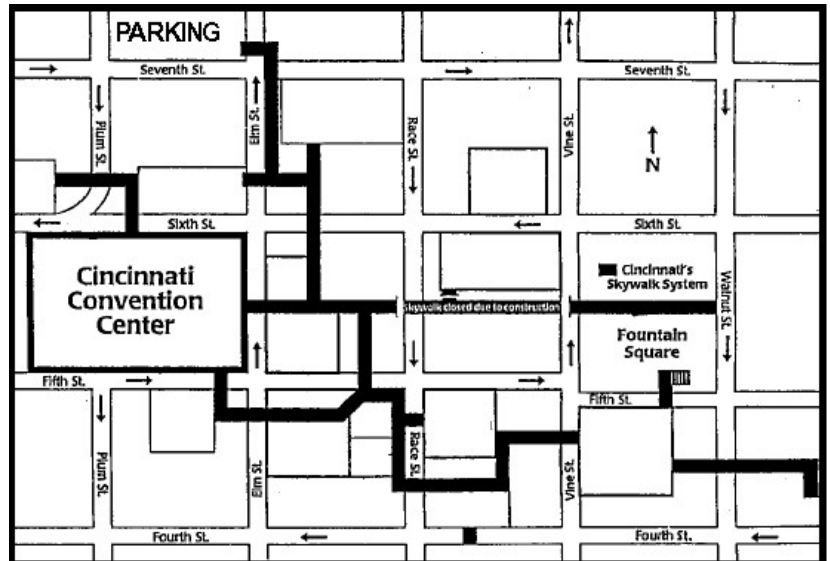 PARKING
Seventh St.
Seventh St.
Plum St.
Elm St.
Race St.
Vine St.
N
Sixth St.
Sixth St.
Cincinnati
Convention
Center
Cincinnati's
Skywalk System
Walnut St.
Skywalk closed due to construction
Fountain
Square
Fifth St.
Fifth St.
Plum St.
Elm St.
Race St.
Vine St.
Fourth St.
Fourth St.